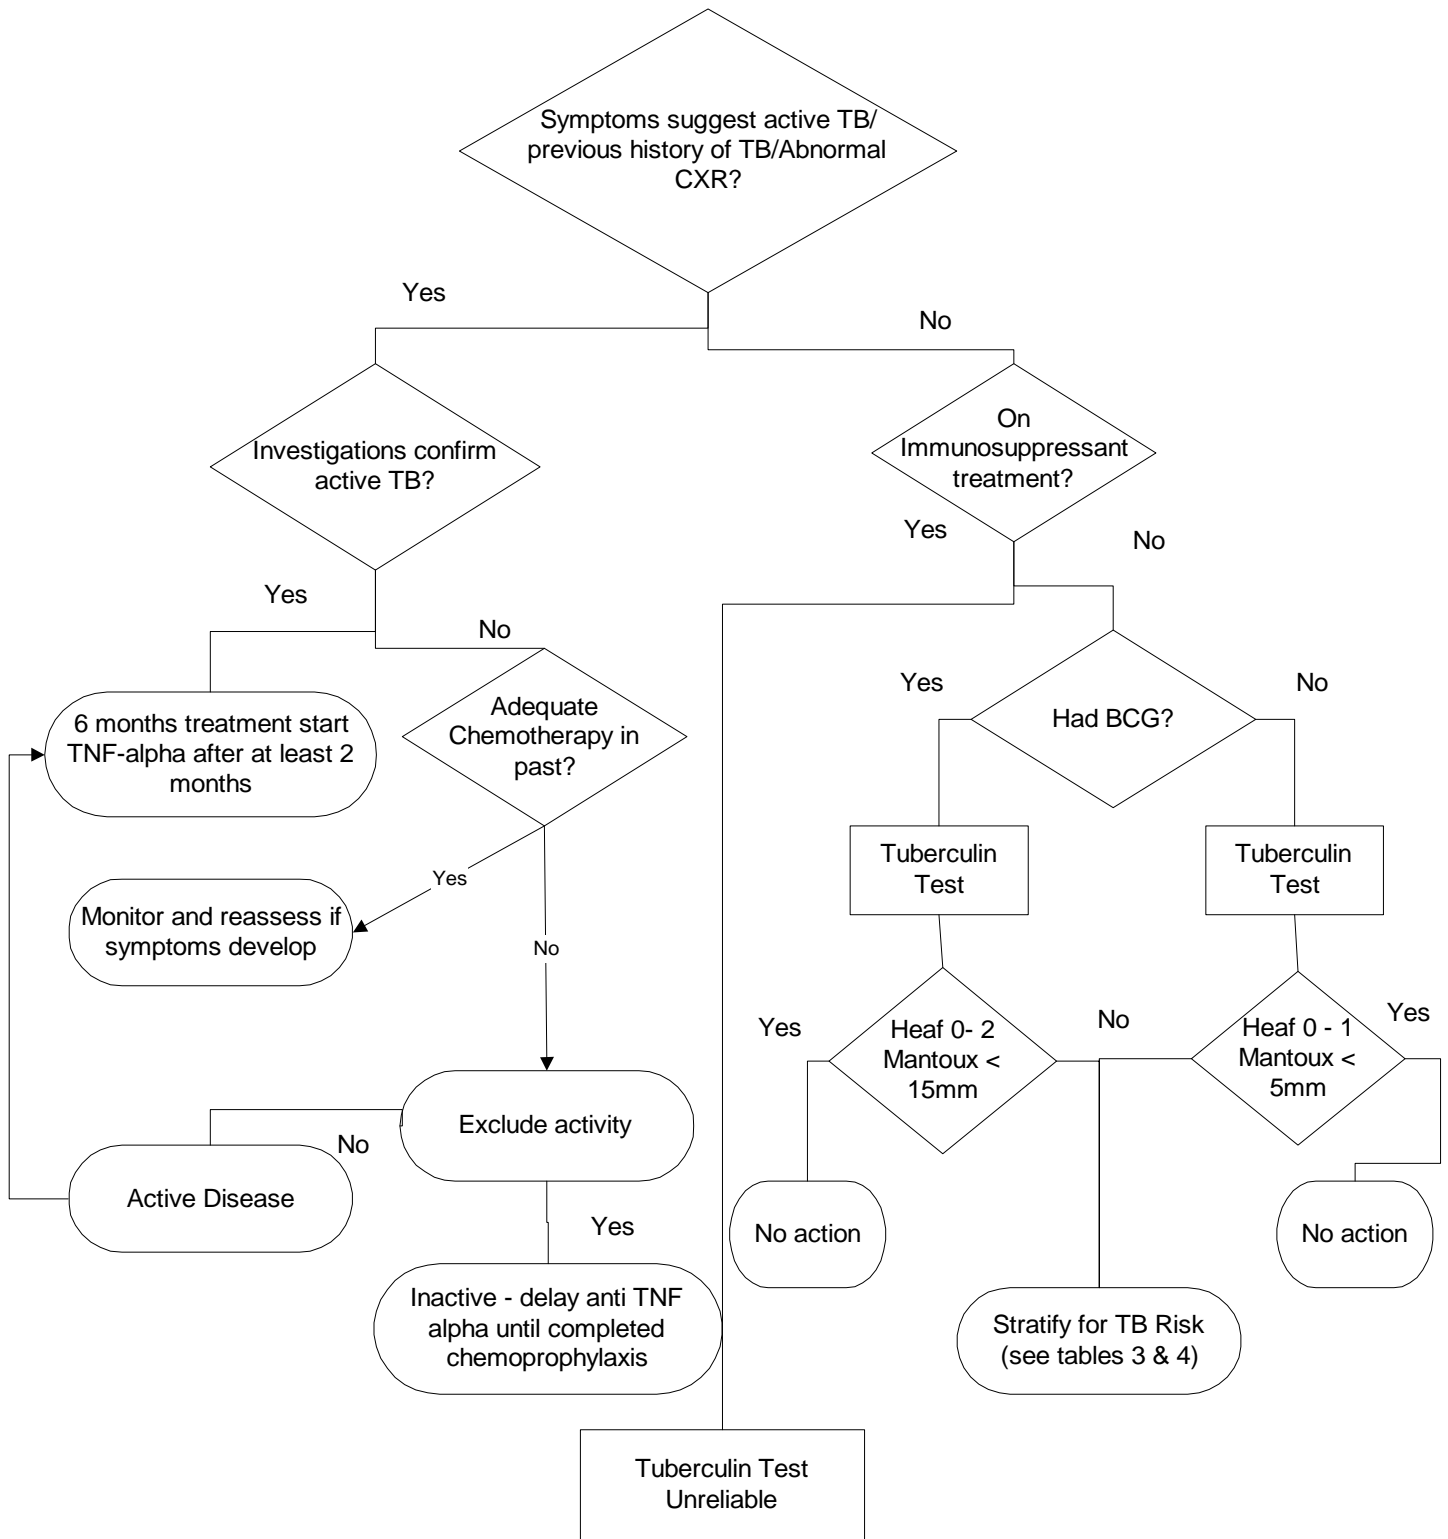 Symptoms suggest active TB/
previous history of TB/Abnormal
CXR?
Yes
No
Investigations confirm
active TB?
On
Immunosuppressant
treatment?
Yes
No
Yes
No
6 months treatment start
TNF-alpha after at least 2
months
Adequate
Chemotherapy in
past?
Yes
Had BCG?
No
Tuberculin
Test
Tuberculin
Test
Yes
Monitor and reassess if
symptoms develop
No
Yes
Heaf 0- 2
Mantoux <
15mm
No
Heaf 0 - 1
Mantoux <
5mm
Yes
Exclude activity
No
Active Disease
Yes
No action
No action
Inactive - delay anti TNF
alpha until completed
chemoprophylaxis
Stratify for TB Risk
(see tables 3 & 4)
Tuberculin Test
Unreliable